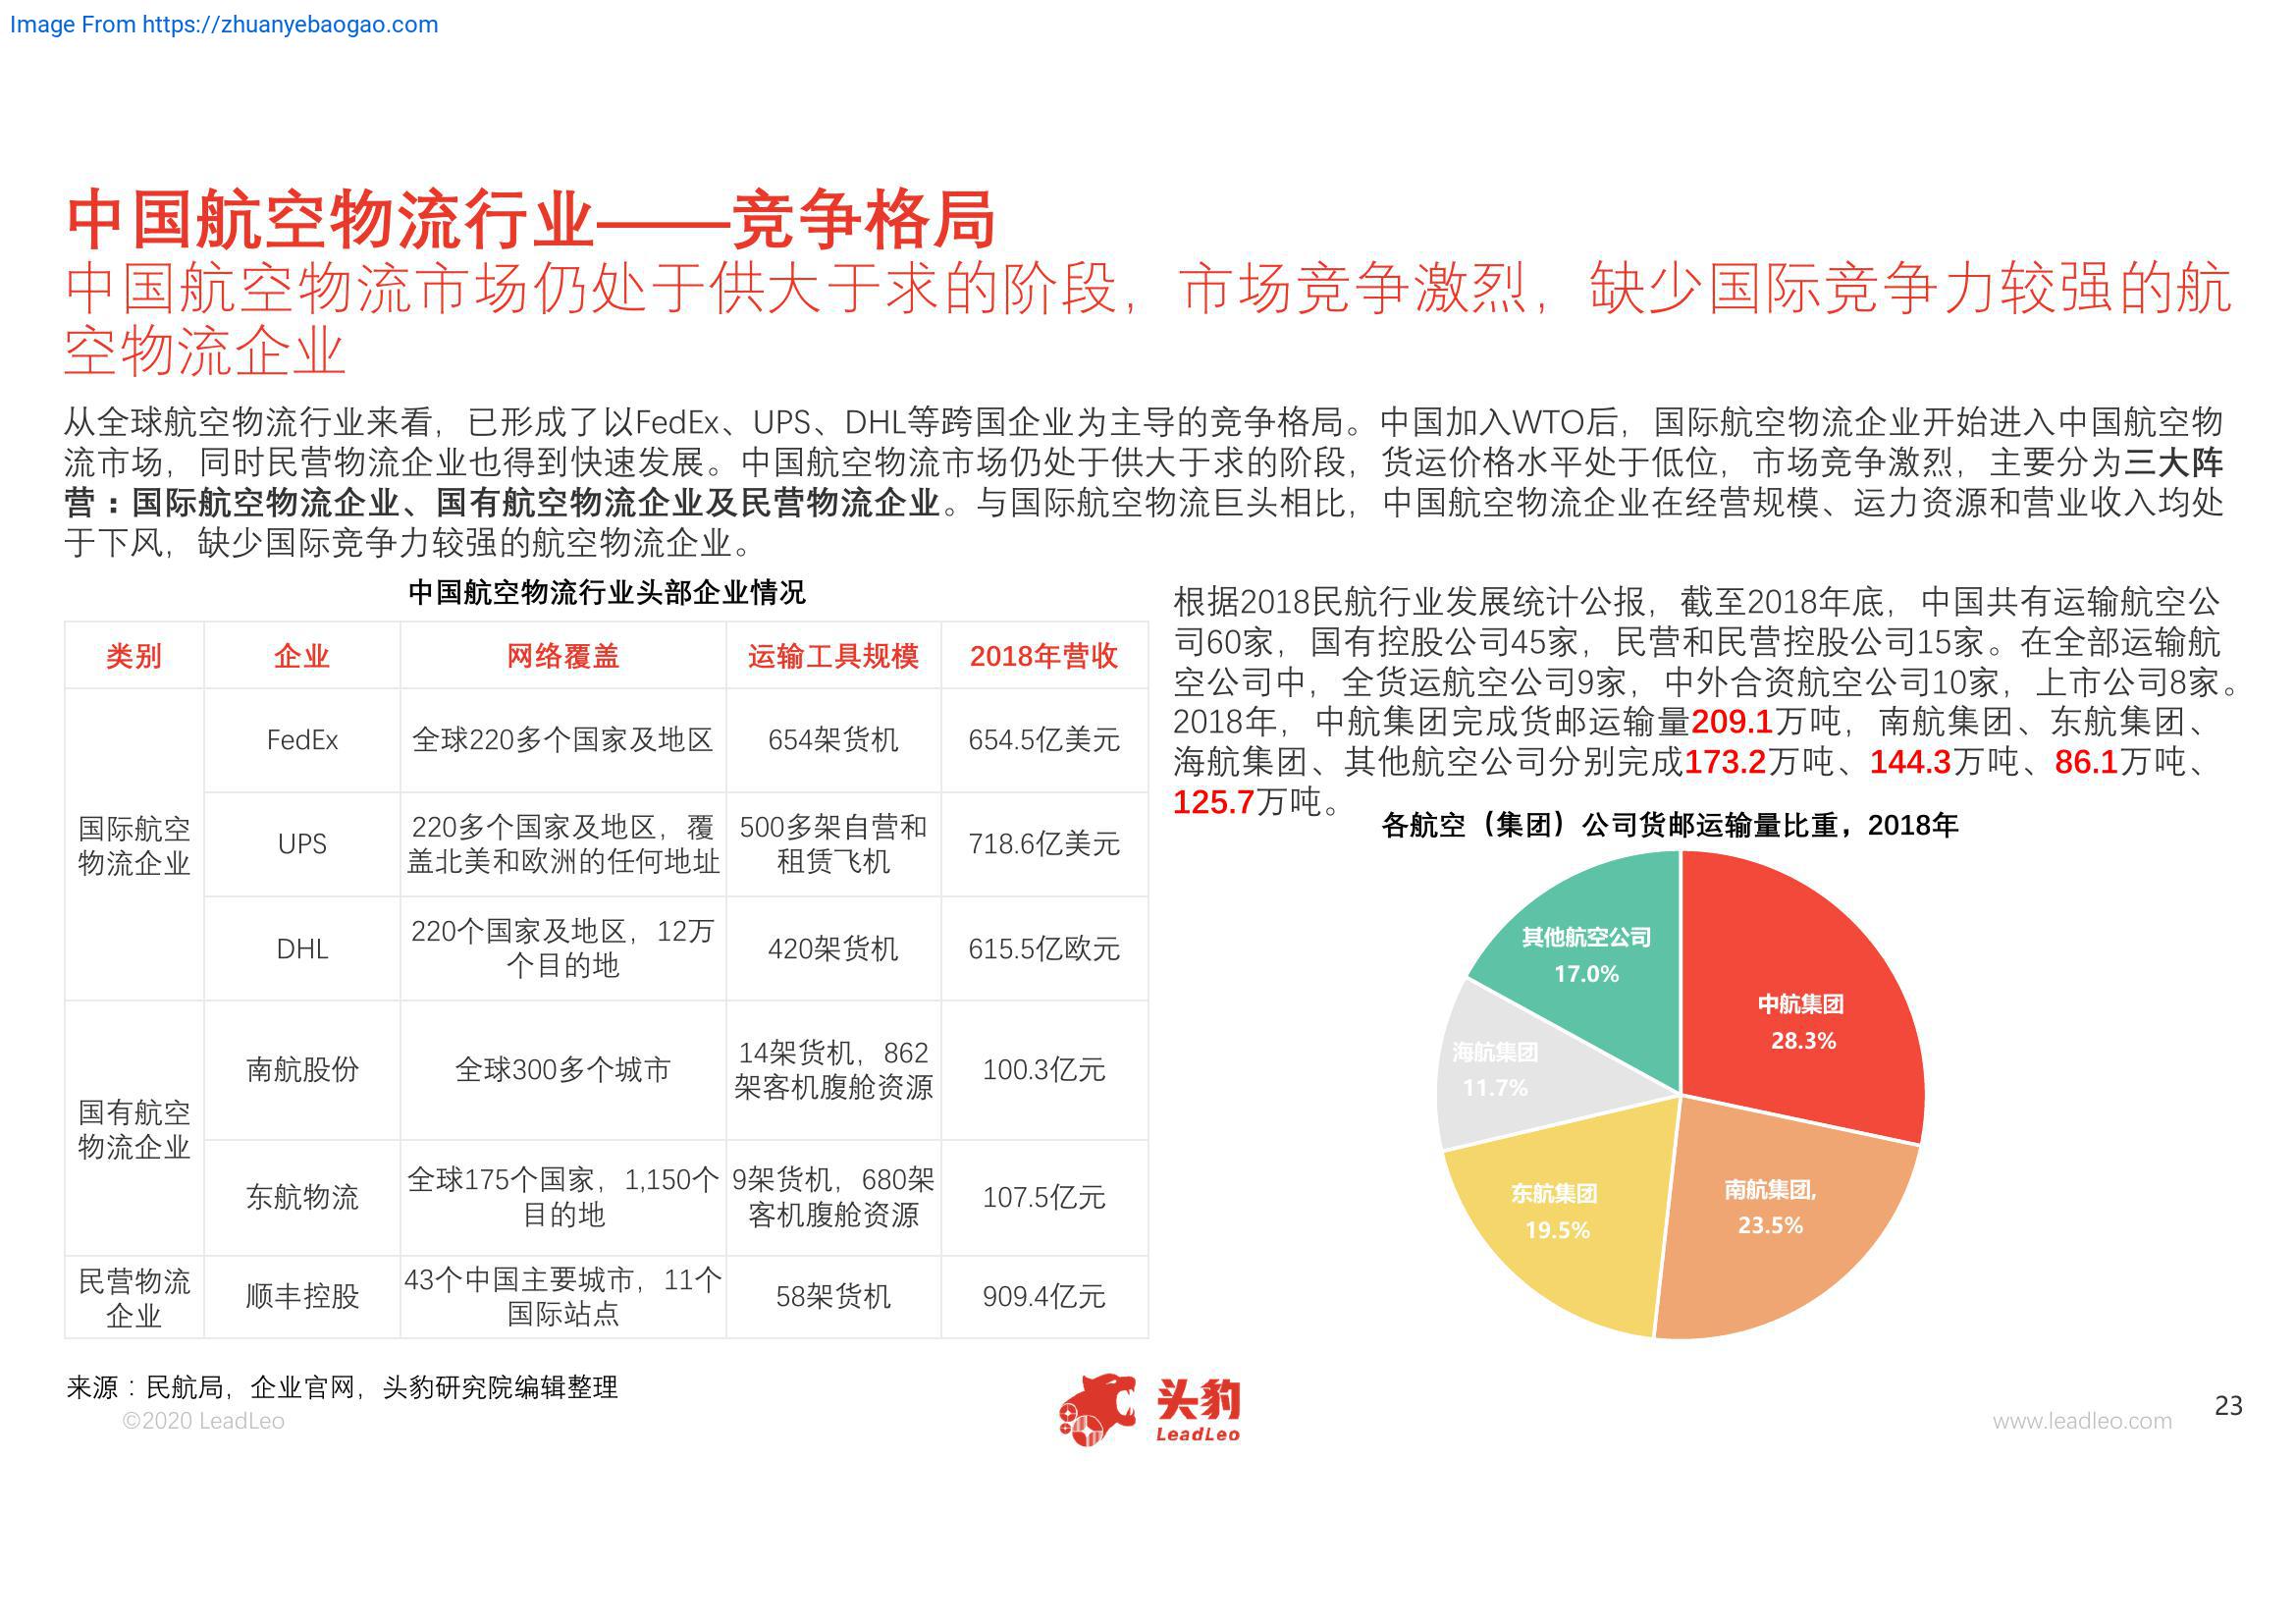 Image From https://zhuanyebaogao.com
中国航空物流行业——竞争格局
中国航空物流市场仍处于供大于求的阶段，市场竞争激烈，缺少国际竞争力较强的航
空物流企业
从全球航空物流行业来看，已形成了以FedEx、UPS、DHL等跨国企业为主导的竞争格局。中国加入WTO后，国际航空物流企业开始进入中国航空物
流市场，同时民营物流企业也得到快速发展。中国航空物流市场仍处于供大于求的阶段，货运价格水平处于低位，市场竞争激烈，主要分为三大阵
营：国际航空物流企业、国有航空物流企业及民营物流企业。与国际航空物流巨头相比，中国航空物流企业在经营规模、运力资源和营业收入均处
于下风，缺少国际竞争力较强的航空物流企业。
中国航空物流行业头部企业情况
类别 企业 网络覆盖 运输工具规模 2018年营收
国际航空
物流企业
FedEx 全球220多个国家及地区 654架货机 654.5亿美元
UPS
220多个国家及地区，覆
盖北美和欧洲的任何地址
500多架自营和
租赁飞机
718.6亿美元
DHL
220个国家及地区，12万
个目的地
420架货机
615.5亿欧元
国有航空
物流企业
南航股份
全球300多个城市
14架货机，862
架客机腹舱资源
100.3亿元
东航物流
全球175个国家，1,150个
目的地
9架货机，680架
客机腹舱资源
107.5亿元
民营物流
企业
顺丰控股
43个中国主要城市，11个
国际站点
58架货机
909.4亿元
根据2018民航行业发展统计公报，截至2018年底，中国共有运输航空公
司60家，国有控股公司45家，民营和民营控股公司15家。在全部运输航
空公司中，全货运航空公司9家，中外合资航空公司10家，上市公司8家。
2018年，中航集团完成货邮运输量209.1万吨，南航集团、东航集团、
海航集团、其他航空公司分别完成173.2万吨、144.3万吨、86.1万吨、
125.7万吨。
各航空（集团）公司货邮运输量比重，2018年
其他航空公司
17.0%
中航集团
28.3%
海航集团
11.7%
东航集团
19.5%
南航集团,
23.5%
来源：民航局，企业官网，头豹研究院编辑整理
©2020 LeadLeo
头豹
LeadLeo
www.leadleo.com
23